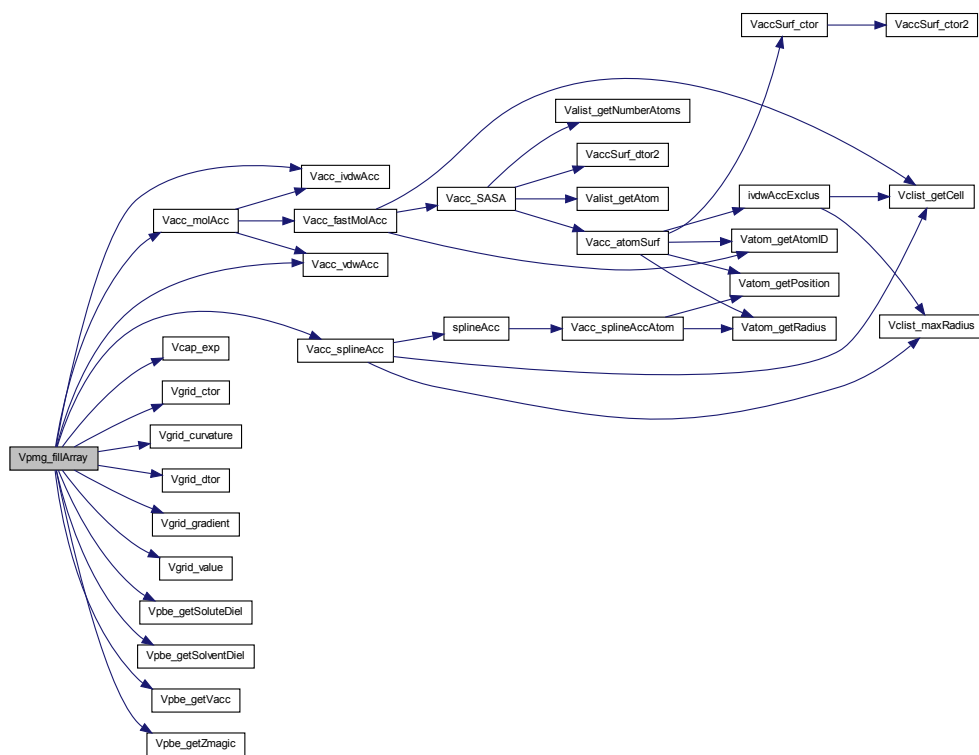 VaccSurf_ctor
VaccSurf_ctor2
Valist_getNumberAtoms
VaccSurf_dtor2
Vacc_ivdwAcc
Vacc_SASA
Valist_getAtom
ivdwAccExclus
Vclist_getCell
Vacc_molAcc
Vacc_fastMolAcc
Vacc_atomSurf
Vatom_getAtomID
Vacc_vdwAcc
Vatom_getPosition
splineAcc
Vacc_splineAccAtom
Vatom_getRadius
Vclist_maxRadius
Vacc_splineAcc
Vcap_exp
Vgrid_ctor
Vgrid_curvature
Vpmg_fillArray
Vgrid_dtor
Vgrid_gradient
Vgrid_value
Vpbe_getSoluteDiel
Vpbe_getSolventDiel
Vpbe_getVacc
Vpbe_getZmagic